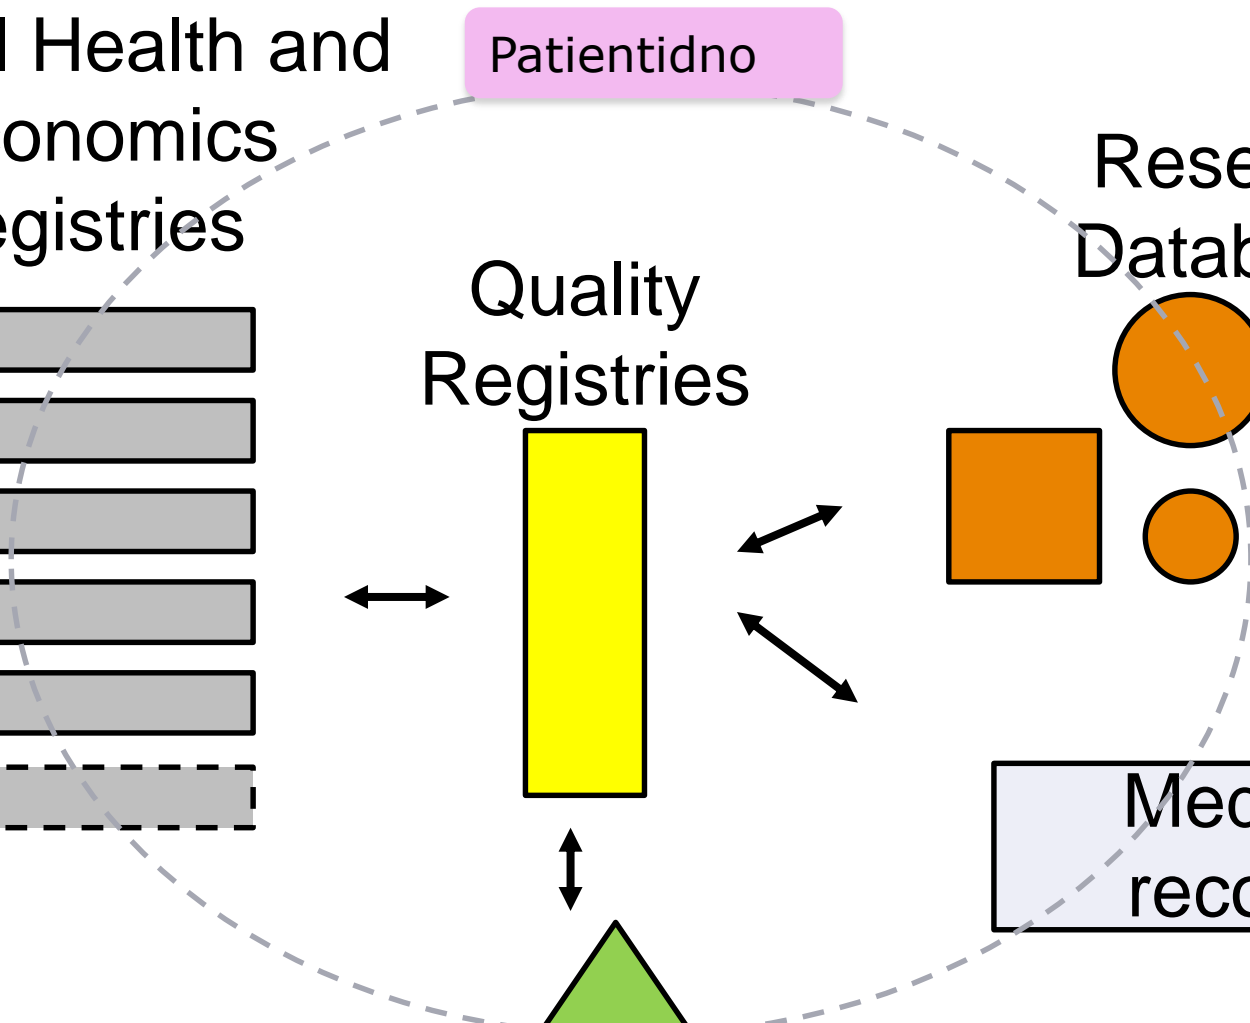 Health and
Patientidno
onomics
egistries
Rese
Datab
Quality
Registries
Med
reco